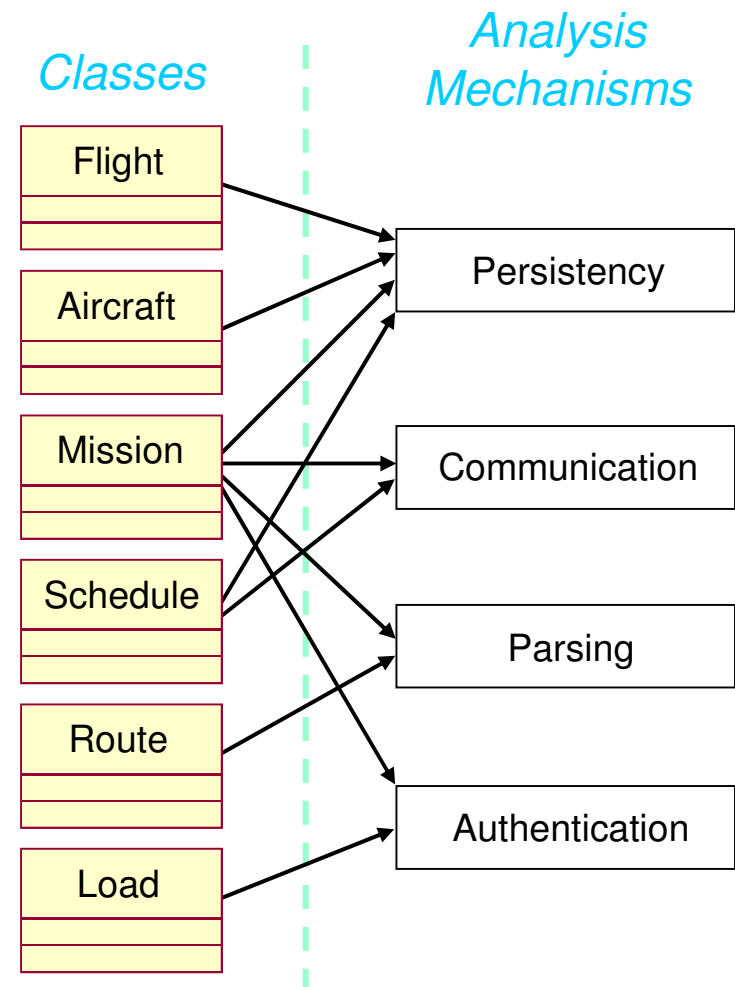 Classes
Analysis
Mechanisms
Flight
Aircraft
Mission
Schedule
Route
Load
Persistency
Communication
Parsing
Authentication